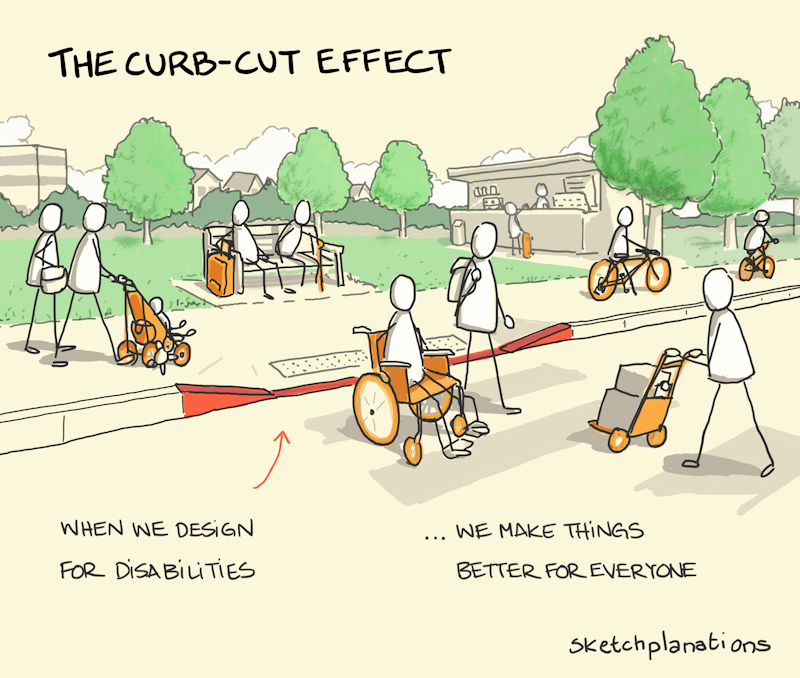 THE CURB-CUT EFFECT
WHEN WE DESIGN
FOR DISABILITIES
... WE MAKE THINGS
BETTER FOR EVERYONE
sketchplanations